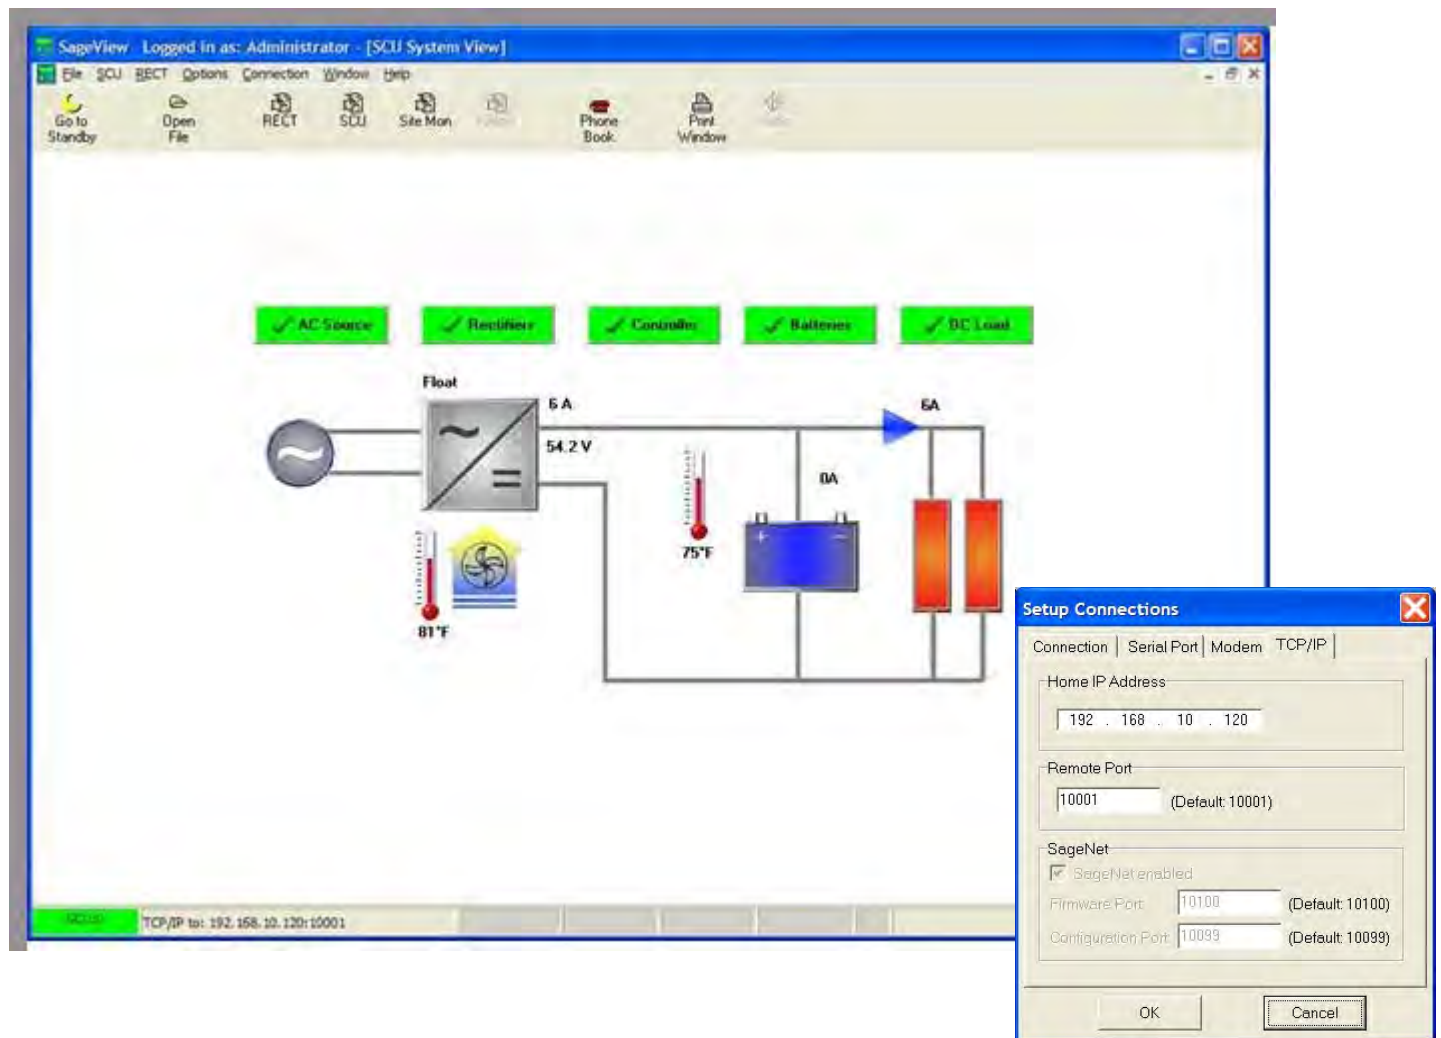 SageView   Logged in as: Administrator - [SCU System View]
File SCU RECT Options Connection Window Help
Go to Standby
Open File
RECT
SCU
Site Mon
Phone Book
Print Window
AC Source
Rectifiers
Controller
Batteries
DC Load
Float
6 A
6A
54.2 V
0A
75°F
81°F
TCP/IP to: 192.168.10.120:10001
Setup Connections
Connection | Serial Port | Modem TCP/IP
Home IP Address
192 . 168 . 10 . 120
Remote Port
10001 (Default: 10001)
SageNet
SageNet enabled
Firmware Port: 10100 (Default: 10100)
Configuration Port: 10099 (Default: 10099)
OK Cancel